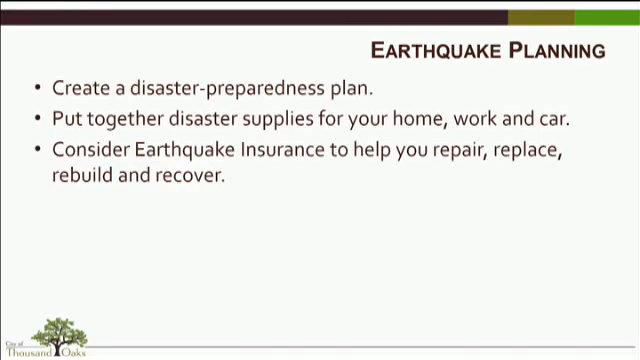 EARTHQUAKE PLANNING
• Create a disaster-preparedness plan.
• Put together disaster supplies for your home, work and car.
• Consider Earthquake Insurance to help you repair, replace,
rebuild and recover.
City of
Thousand Oaks